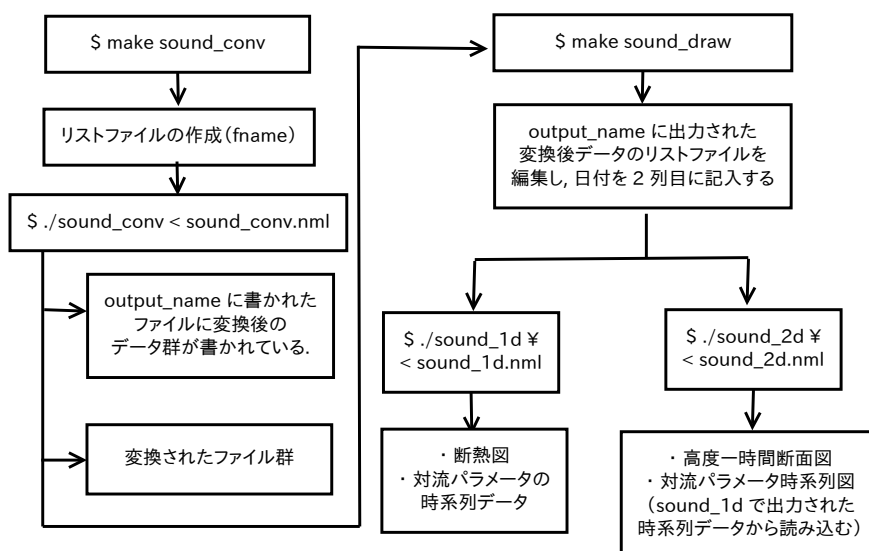 $ make sound_conv
リストファイルの作成(fname)
$ ./sound_conv < sound_conv.nml
output_name に書かれた
ファイルに変換後の
データ群が書かれている.
変換されたファイル群
$ make sound_draw
output_name に出力された
変換後データのリストファイルを
編集し, 日付を 2 列目に記入する
$ ./sound_1d ¥
< sound_1d.nml
・断熱図
・対流パラメータの
時系列データ
$ ./sound_2d ¥
< sound_2d.nml
・高度ー時間断面図
・対流パラメータ時系列図
(sound_1d で出力された
時系列データから読み込む)